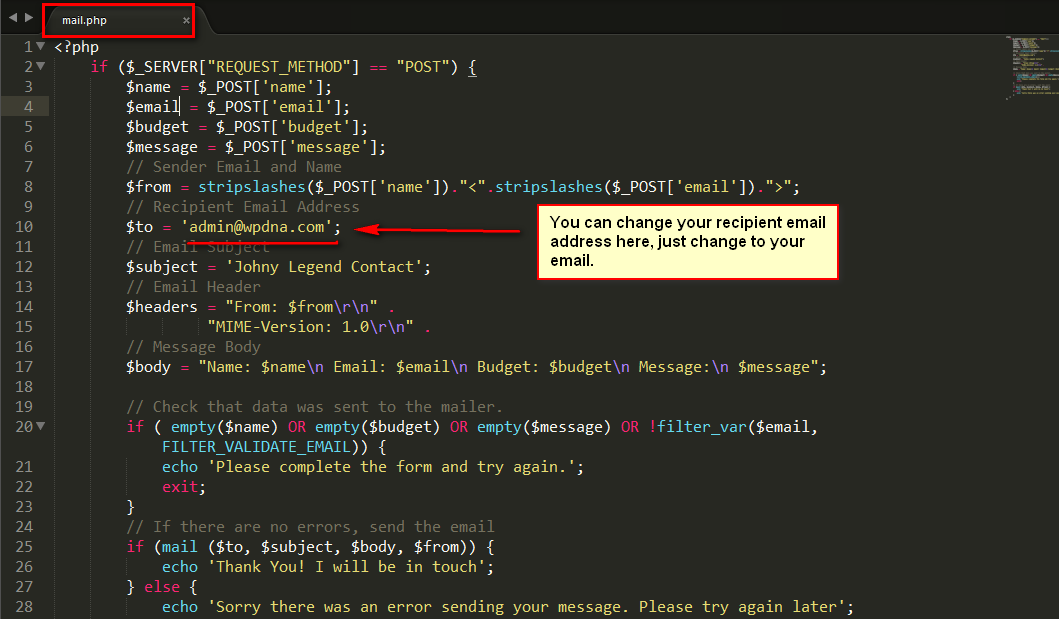 mail.php ×
1 <?php
2 if ($_SERVER["REQUEST_METHOD"] == "POST") {
3 $name = $_POST['name'];
4 $email = $_POST['email'];
5 $budget = $_POST['budget'];
6 $message = $_POST['message'];
7 // Sender Email and Name
8 $from = stripslashes($_POST['name'])."<".stripslashes($_POST['email']).">";
9 // Recipient Email Address
10 $to = 'admin@wpdna.com';
You can change your recipient email
address here, just change to your
email.
11 // Email Subject
12 $subject = 'Johny Legend Contact';
13 // Email Header
14 $headers = "From: $from\r\n" .
15 "MIME-Version: 1.0\r\n" .
16 // Message Body
17 $body = "Name: $name\n Email: $email\n Budget: $budget\n Message:\n $message";
18
19 // Check that data was sent to the mailer.
20 if ( empty($name) OR empty($budget) OR empty($message) OR !filter_var($email,
FILTER_VALIDATE_EMAIL)) {
21 echo 'Please complete the form and try again.';
22 exit;
23 }
24 // If there are no errors, send the email
25 if (mail ($to, $subject, $body, $from)) {
26 echo 'Thank You! I will be in touch';
27 } else {
28 echo 'Sorry there was an error sending your message. Please try again later';